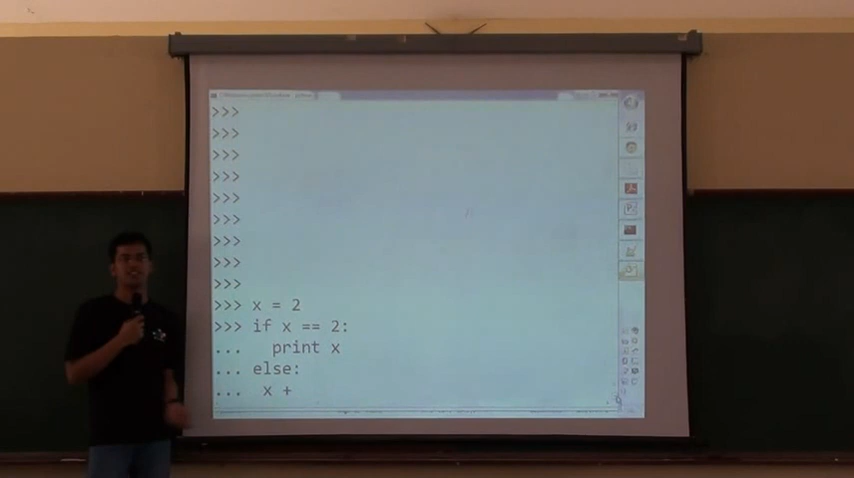 >>>
>>>
>>>
>>>
>>>
>>>
>>>
>>>
>>>
>>> x = 2
>>> if x == 2:
...   print x
... else:
...  x +